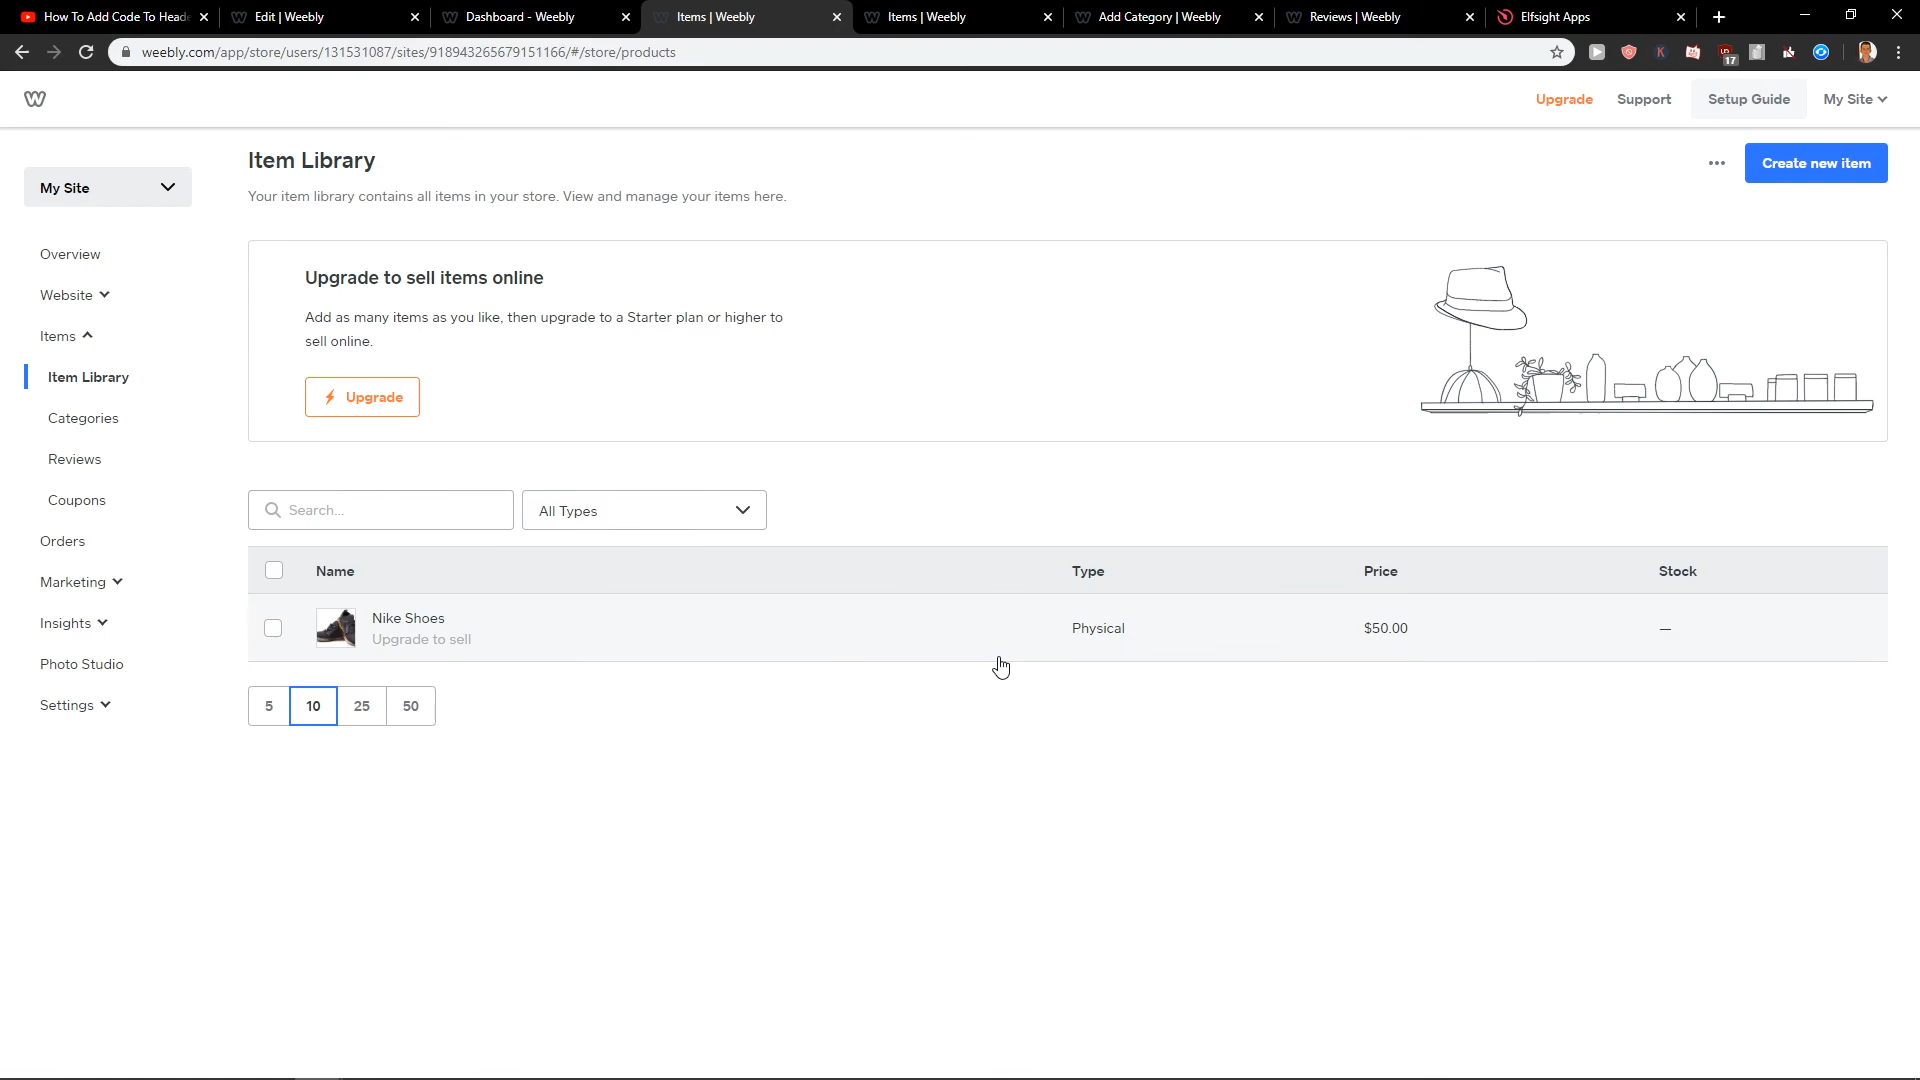 How To Add Code To Heade
Edit | Weebly
Dashboard - Weebly
Items | Weebly
Items | Weebly
Add Category | Weebly
Reviews | Weebly
Elfsight Apps
weebly.com/app/store/users/131531087/sites/918943265679151166/#/store/products
17
Upgrade
Support
Setup Guide
My Site
My Site
Overview
Website
Items
Item Library
Categories
Reviews
Coupons
Orders
Marketing
Insights
Photo Studio
Settings
Item Library
Your item library contains all items in your store. View and manage your items here.
Create new item
Upgrade to sell items online
Add as many items as you like, then upgrade to a Starter plan or higher to
sell online.
Upgrade
Search...
All Types
Name Type Price Stock
Nike Shoes
Upgrade to sell
Physical $50.00 —
5 10 25 50